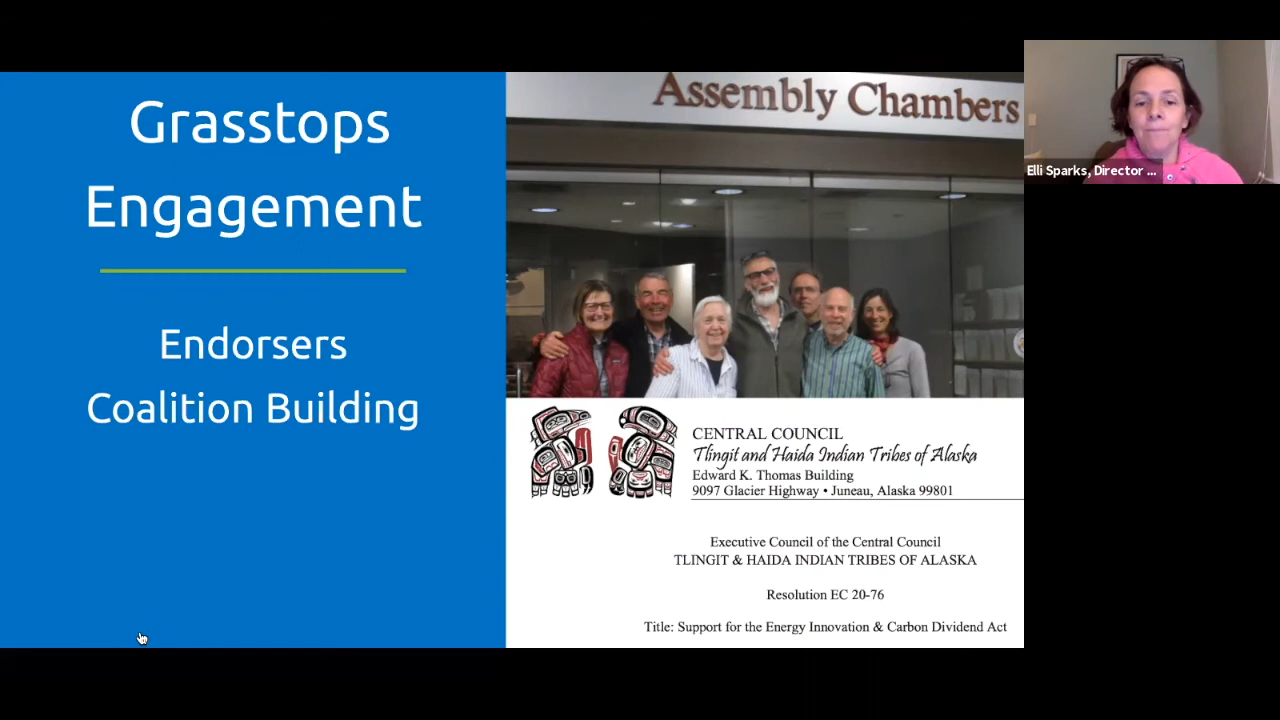 Grasstops
Engagement
Endorsers
Coalition Building
Assembly Chambers
CENTRAL COUNCIL
Tlingit and Haida Indian Tribes of Alaska
Edward K. Thomas Building
9097 Glacier Highway • Juneau, Alaska 99801
Executive Council of the Central Council
TLINGIT & HAIDA INDIAN TRIBES OF ALASKA
Resolution EC 20-76
Title: Support for the Energy Innovation & Carbon Dividend Act
Elli Sparks, Director ...